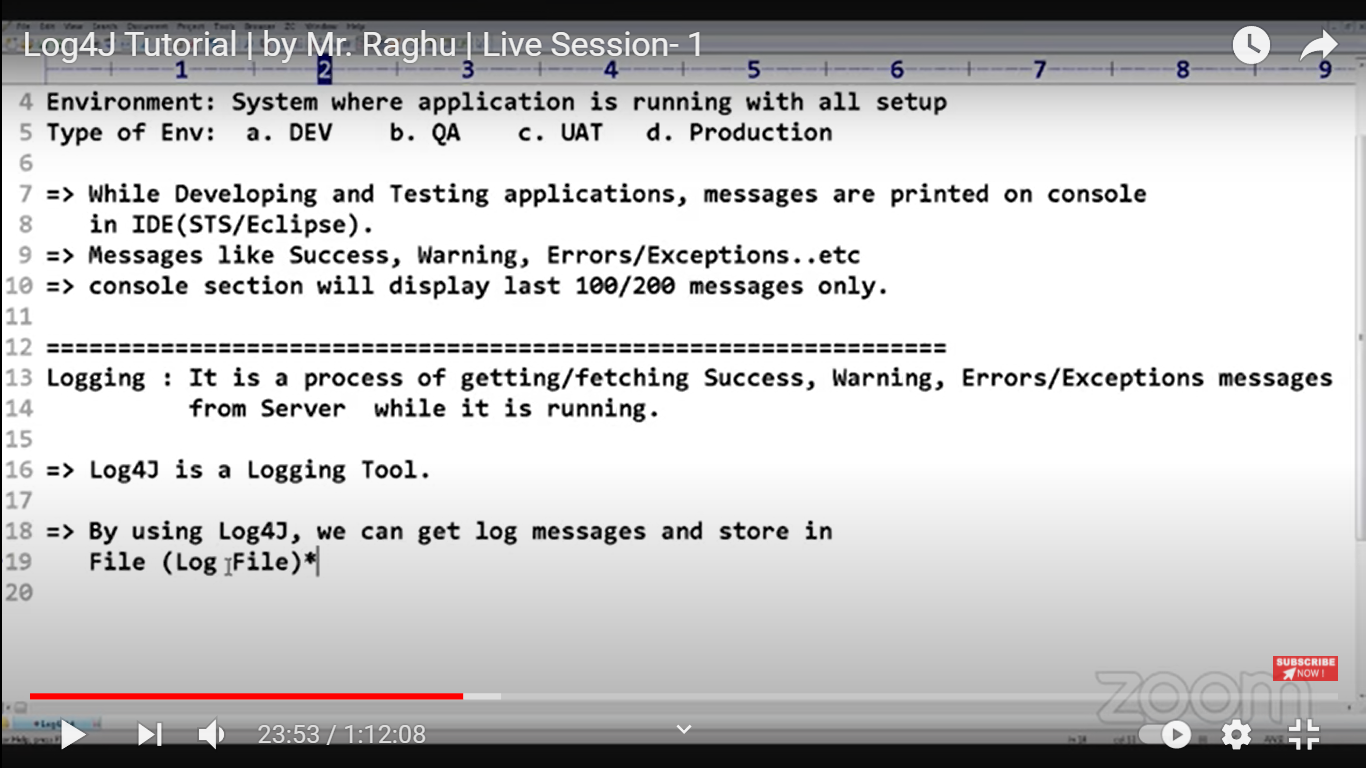 Log4J Tutorial | by Mr. Raghu | Live Session- 1
1 2 3 4 5 6 7 8 9
4 Environment: System where application is running with all setup
5 Type of Env: a. DEV b. QA c. UAT d. Production
6
7 => While Developing and Testing applications, messages are printed on console
8 in IDE(STS/Eclipse).
9 => Messages like Success, Warning, Errors/Exceptions..etc
10 => console section will display last 100/200 messages only.
11
12 ===============================================================
13 Logging : It is a process of getting/fetching Success, Warning, Errors/Exceptions messages
14 from Server while it is running.
15
16 => Log4J is a Logging Tool.
17
18 => By using Log4J, we can get log messages and store in
19 File (Log File)*
20
SUBSCRIBE
NOW!
zoom
23:53 / 1:12:08